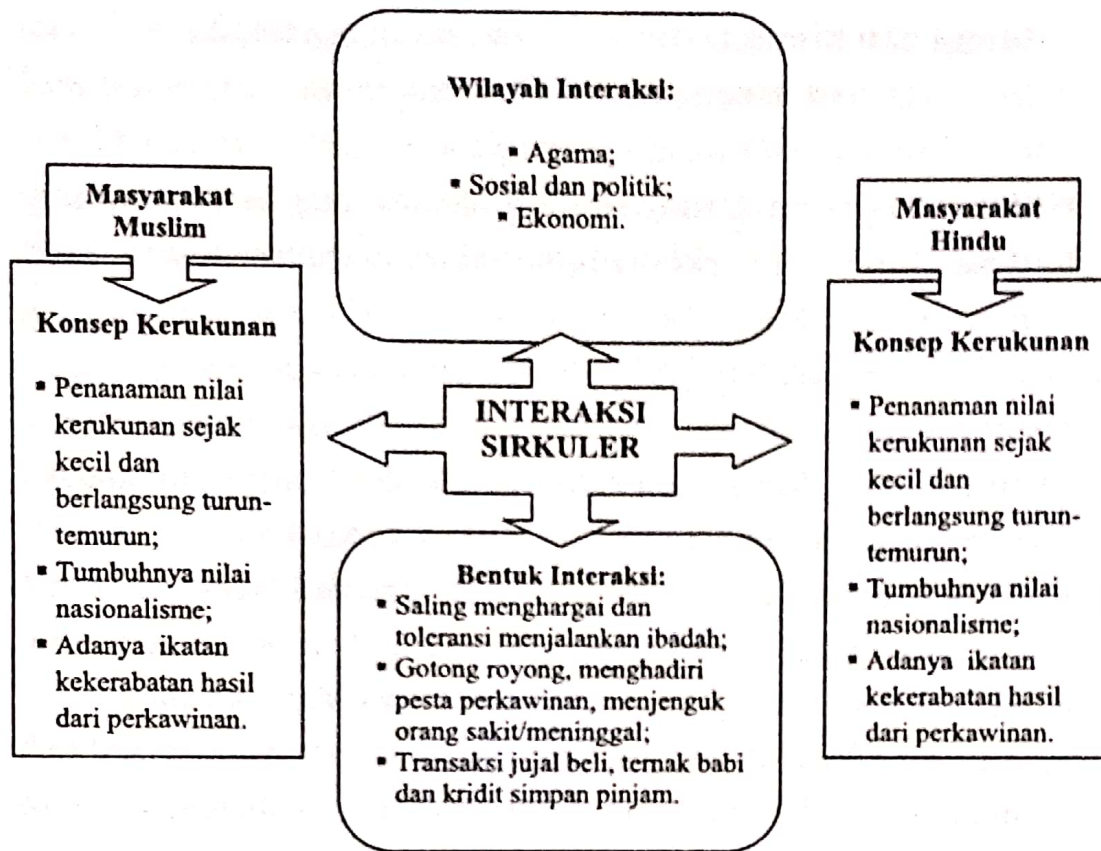 Wilayah Interaksi:
▪ Agama;
▪ Sosial dan politik;
▪ Ekonomi.
Masyarakat
Muslim
Konsep Kerukunan
▪ Penanaman nilai
kerukunan sejak
kecil dan
berlangsung turun-
temurun;
▪ Tumbuhnya nilai
nasionalisme;
▪ Adanya ikatan
kekerabatan hasil
dari perkawinan.
INTERAKSI
SIRKULER
Masyarakat
Hindu
Konsep Kerukunan
▪ Penanaman nilai
kerukunan sejak
kecil dan
berlangsung turun-
temurun;
▪ Tumbuhnya nilai
nasionalisme;
▪ Adanya ikatan
kekerabatan hasil
dari perkawinan.
Bentuk Interaksi:
▪ Saling menghargai dan
toleransi menjalankan ibadah;
▪ Gotong royong, menghadiri
pesta perkawinan, menjenguk
orang sakit/meninggal;
▪ Transaksi jujal beli, ternak babi
dan kridit simpan pinjam.